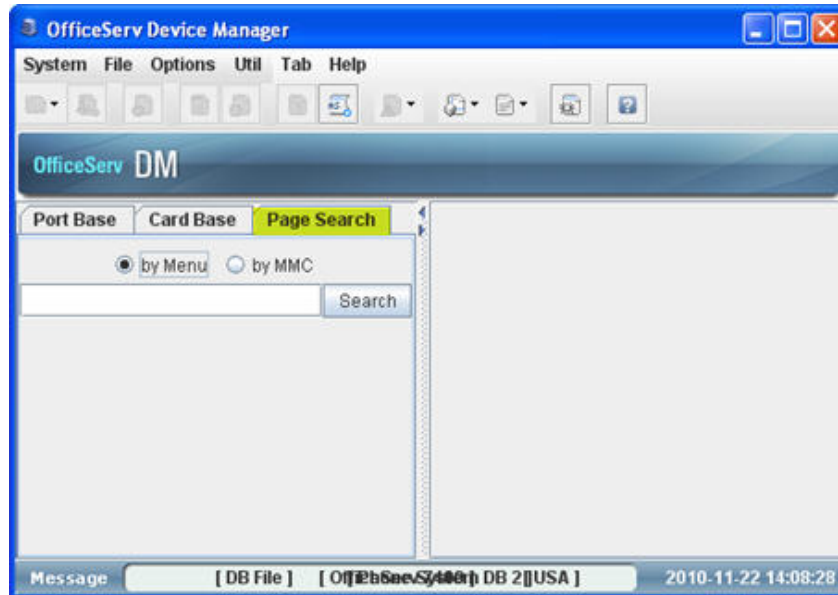 OfficeServ Device Manager
System File Options Util Tab Help
OfficeServ DM
Port Base Card Base Page Search
by Menu by MMC
Search
Message [ DB File ] DB 2 USA ] 2010-11-22 14:08:28